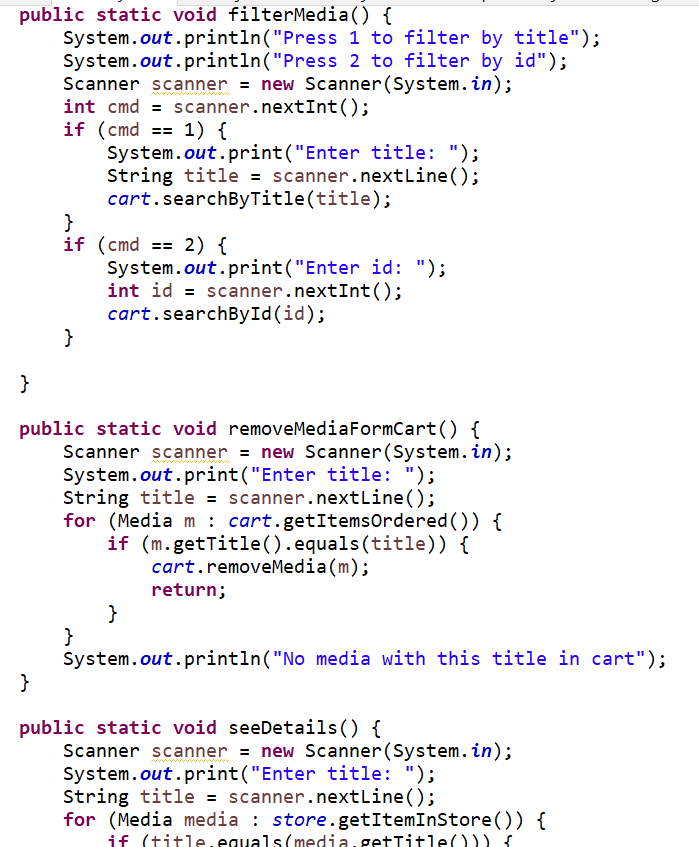 public static void filterMedia() {
    System.out.println("Press 1 to filter by title");
    System.out.println("Press 2 to filter by id");
    Scanner scanner = new Scanner(System.in);
    int cmd = scanner.nextInt();
    if (cmd == 1) {
        System.out.print("Enter title: ");
        String title = scanner.nextLine();
        cart.searchByTitle(title);
    }
    if (cmd == 2) {
        System.out.print("Enter id: ");
        int id = scanner.nextInt();
        cart.searchById(id);
    }

}

public static void removeMediaFormCart() {
    Scanner scanner = new Scanner(System.in);
    System.out.print("Enter title: ");
    String title = scanner.nextLine();
    for (Media m : cart.getItemsOrdered()) {
        if (m.getTitle().equals(title)) {
            cart.removeMedia(m);
            return;
        }
    }
    System.out.println("No media with this title in cart");
}

public static void seeDetails() {
    Scanner scanner = new Scanner(System.in);
    System.out.print("Enter title: ");
    String title = scanner.nextLine();
    for (Media media : store.getItemInStore()) {
        if (title.equals(media.getTitle())) {